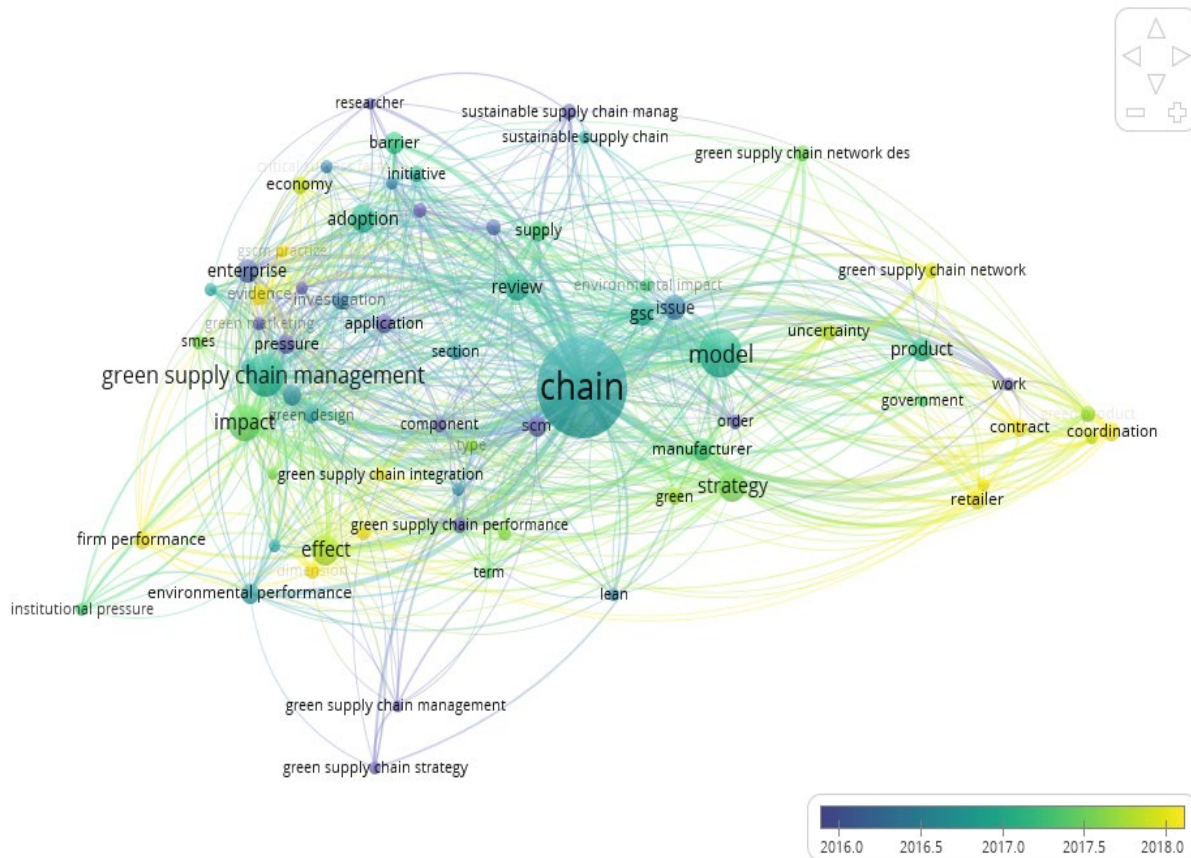 researcher
sustainable supply chain manag
sustainable supply chain
barrier
green supply chain network des
initiative
economy
adoption
supply
gscm practize
enterprise
green supply chain network
evidence
investigation
review
environmental impact
gsc
issue
green marketing
application
uncertainty
smes
pressure
section
model
product
green supply chain management
chain
work
government
impact
green design
component
scm
order
contract
coordination
type
manufacturer
green supply chain integration
green
strategy
retailer
green supply chain performance
firm performance
effect
dimension
term
environmental performance
lean
institutional pressure
green supply chain management
green supply chain strategy
2016.0 2016.5 2017.0 2017.5 2018.0